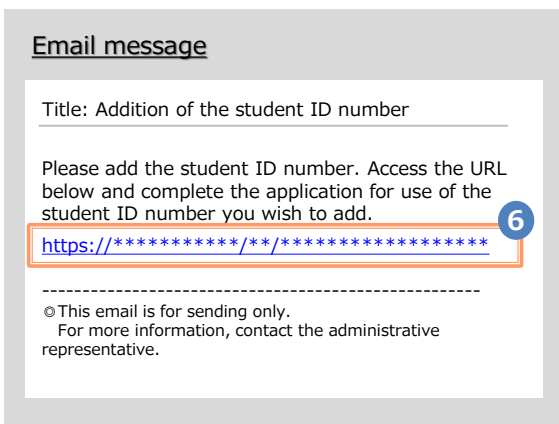 Email message
Title: Addition of the student ID number
Please add the student ID number. Access the URL
below and complete the application for use of the
student ID number you wish to add.
6
https://***********/**/******************
-------------------------------------------------------
◎This email is for sending only.
For more information, contact the administrative
representative.